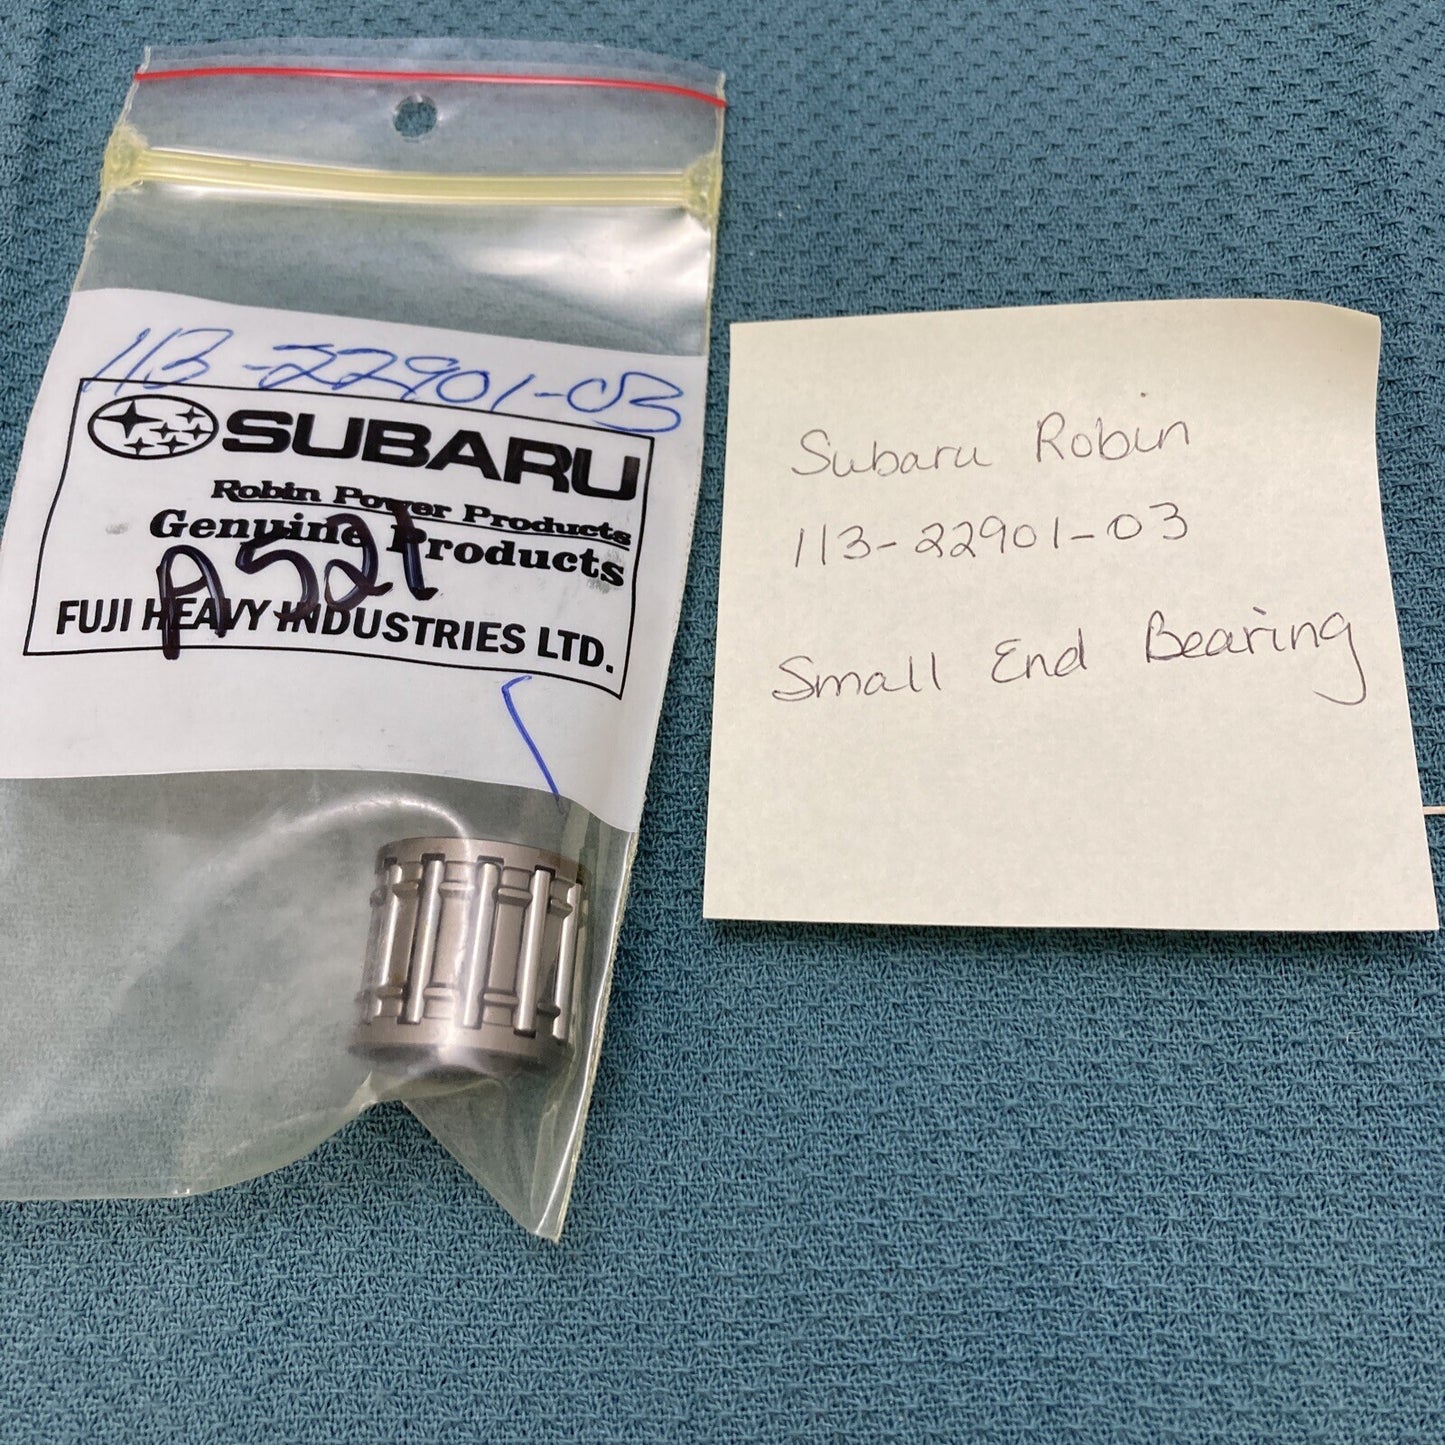 113-22901-03
SUBARU
Robin Power Products
Genuine Products
A521
FUJI HEAVY INDUSTRIES LTD.
Subaru Robin
113-22901-03
Small End Bearing